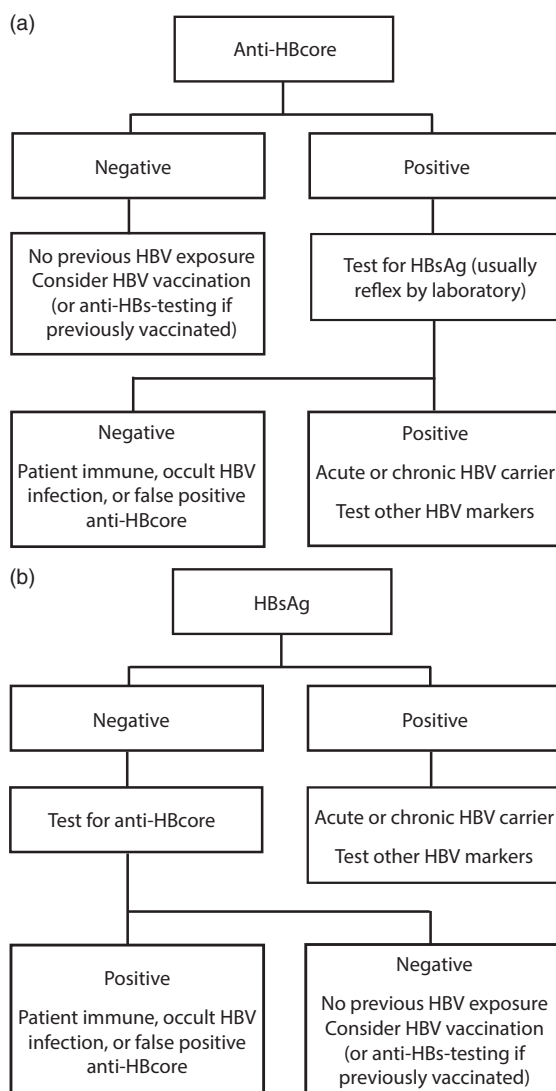 (a)
Anti-HBcore
Negative
Positive
No previous HBV exposure
Consider HBV vaccination
(or anti-HBs-testing if
previously vaccinated)
Test for HBsAg (usually
reflex by laboratory)
Negative
Patient immune, occult HBV
infection, or false positive
anti-HBcore
Positive
Acute or chronic HBV carrier
Test other HBV markers
(b)
HBsAg
Negative
Positive
Test for anti-HBcore
Acute or chronic HBV carrier
Test other HBV markers
Positive
Patient immune, occult HBV
infection, or false positive
anti-HBcore
Negative
No previous HBV exposure
Consider HBV vaccination
(or anti-HBs-testing if
previously vaccinated)